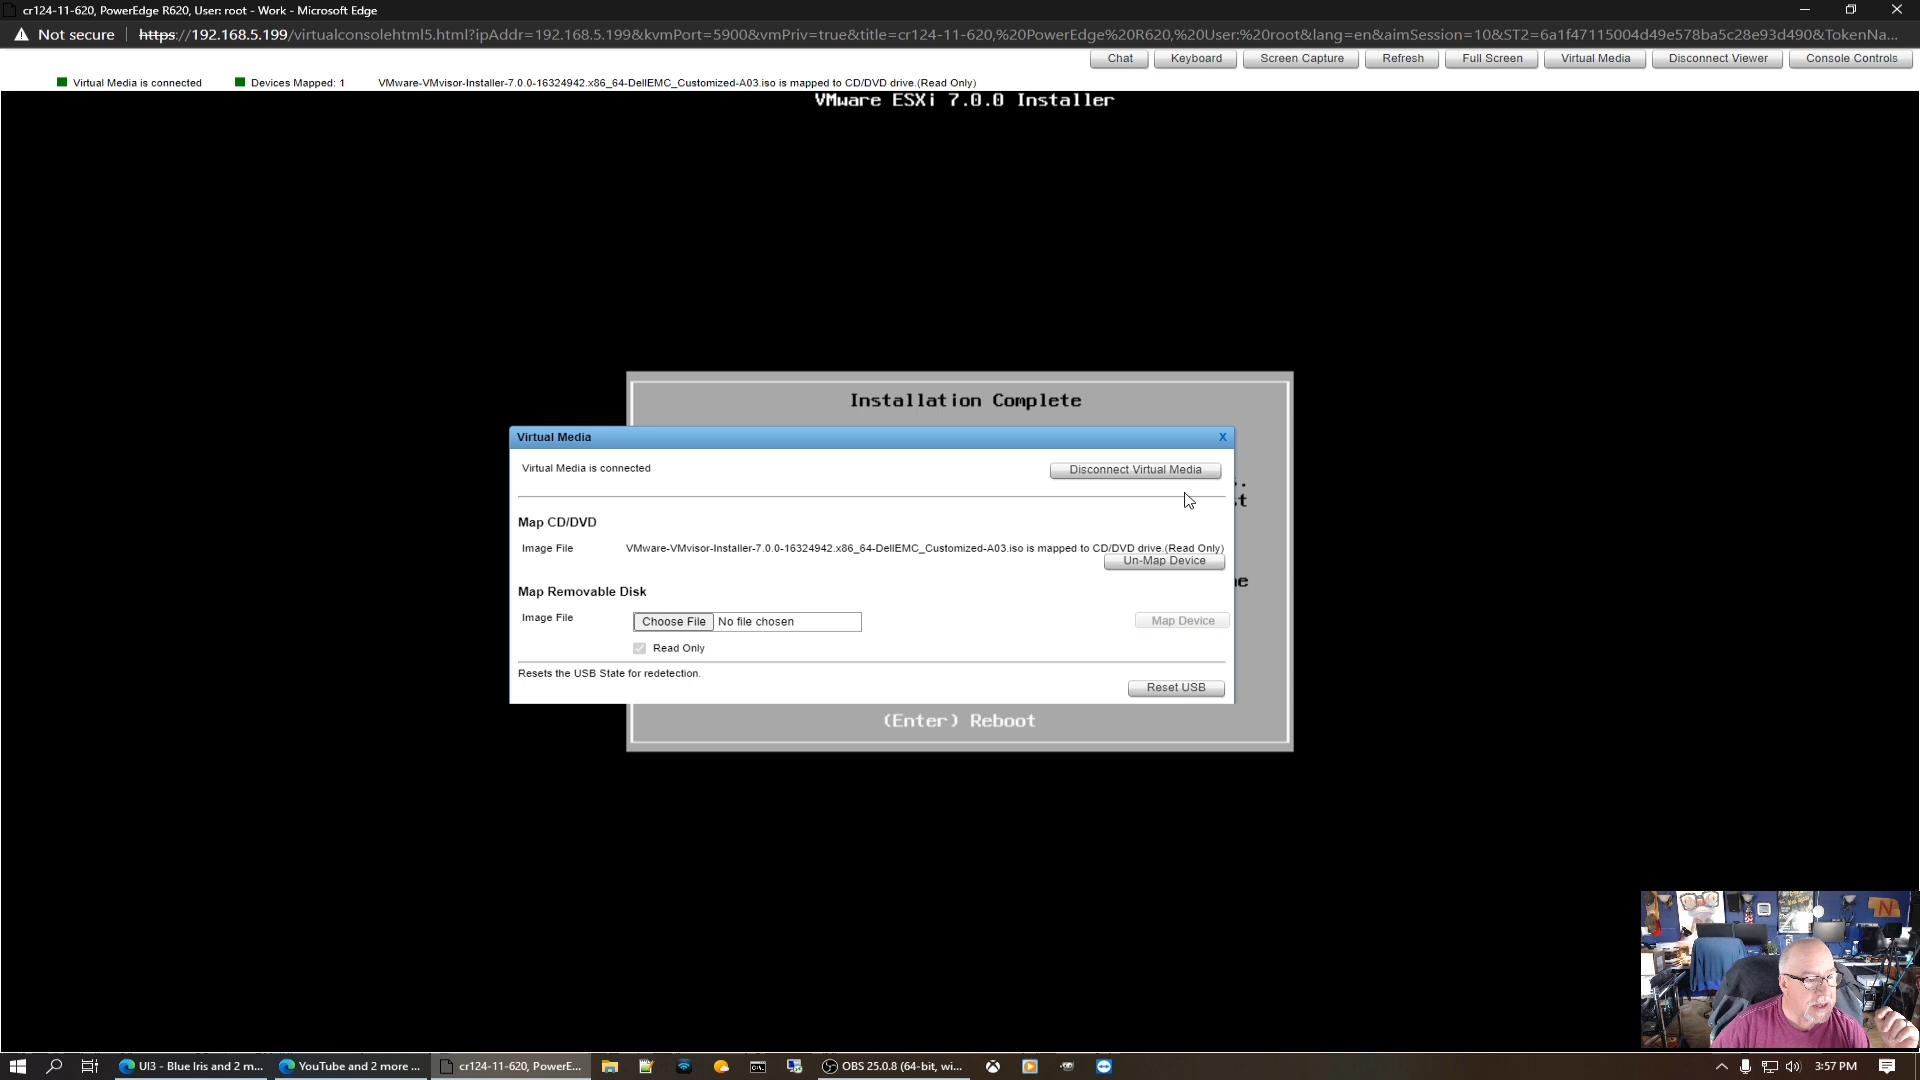 cr124-11-620, PowerEdge R620, User: root - Work - Microsoft Edge
Not secure | https://192.168.5.199/virtualconsolehtml5.html?ipAddr=192.168.5.199&kvmPort=5900&vmPriv=true&title=cr124-11-620,%20PowerEdge%20R620,%20User:%20root&lang=en&aimSession=10&ST2=6a1f47115004d49e578ba5c28e93d490&TokenNa...
Chat Keyboard Screen Capture Refresh Full Screen Virtual Media Disconnect Viewer Console Controls
Virtual Media is connected Devices Mapped: 1 VMware-VMvisor-Installer-7.0.0-16324942.x86_64-DellEMC_Customized-A03.iso is mapped to CD/DVD drive.(Read Only)
VMware ESXi 7.0.0 Installer
Installation Complete
Virtual Media X
Virtual Media is connected Disconnect Virtual Media
Map CD/DVD
Image File VMware-VMvisor-Installer-7.0.0-16324942.x86_64-DellEMC_Customized-A03.iso is mapped to CD/DVD drive.(Read Only)
Un-Map Device
Map Removable Disk
Image File Choose File No file chosen Map Device
Read Only
Resets the USB State for redetection.
Reset USB
(Enter) Reboot
N
UI3 - Blue Iris and 2 m... YouTube and 2 more ... cr124-11-620, PowerE... OBS 25.0.8 (64-bit, wi... 3:57 PM